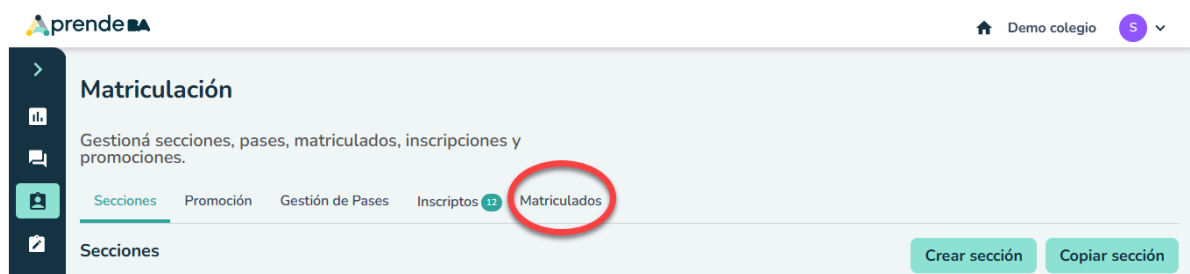 Aprende BA
Demo colegio S
Matriculación
Gestioná secciones, pases, matriculados, inscripciones y
promociones.
Secciones Promoción Gestión de Pases Inscriptos 12 Matriculados
Secciones Crear sección Copiar sección